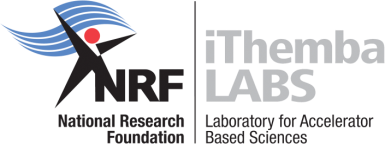 NRF
National Research
Foundation
iThemba
LABS
Laboratory for Accelerator
Based Sciences